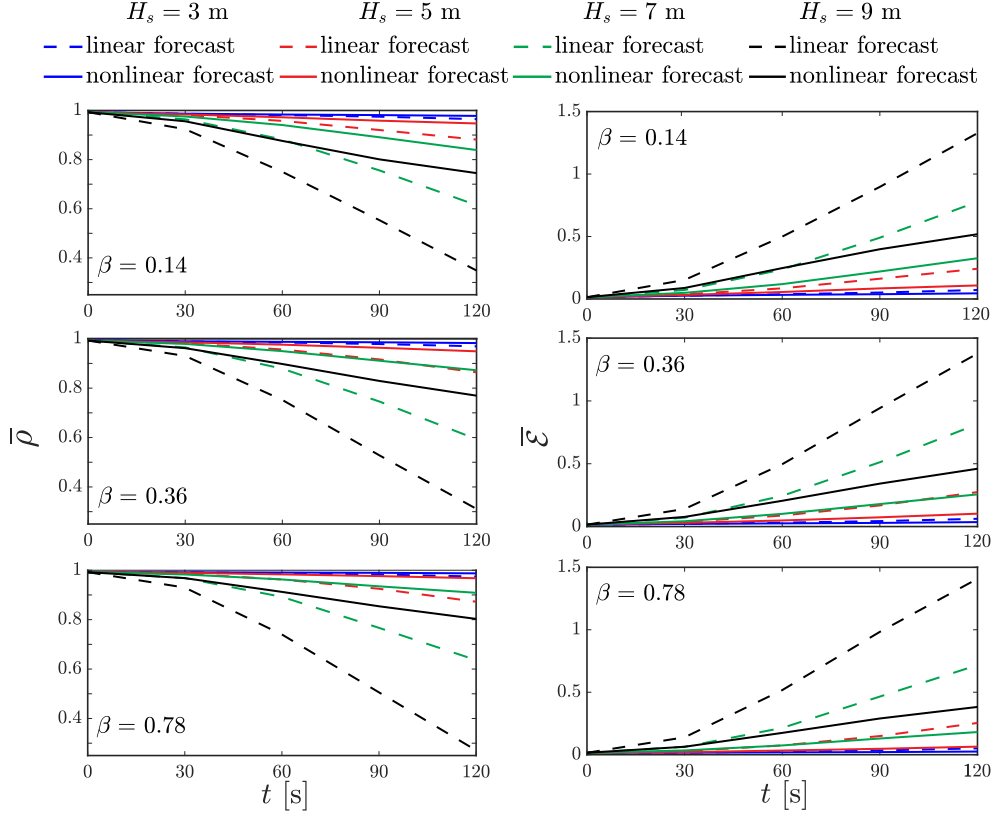 H_s = 3 m H_s = 5 m H_s = 7 m H_s = 9 m
linear forecast linear forecast linear forecast linear forecast
nonlinear forecast nonlinear forecast nonlinear forecast nonlinear forecast
1
0.8
0.6
0.4
β = 0.14
0 30 60 90 120
1.5
1
0.5
0
β = 0.14
0 30 60 90 120
ρ̅
1
0.8
0.6
0.4
β = 0.36
0 30 60 90 120
ℰ̅
1.5
1
0.5
0
β = 0.36
0 30 60 90 120
1
0.8
0.6
0.4
β = 0.78
0 30 60 90 120
t [s]
1.5
1
0.5
0
β = 0.78
0 30 60 90 120
t [s]